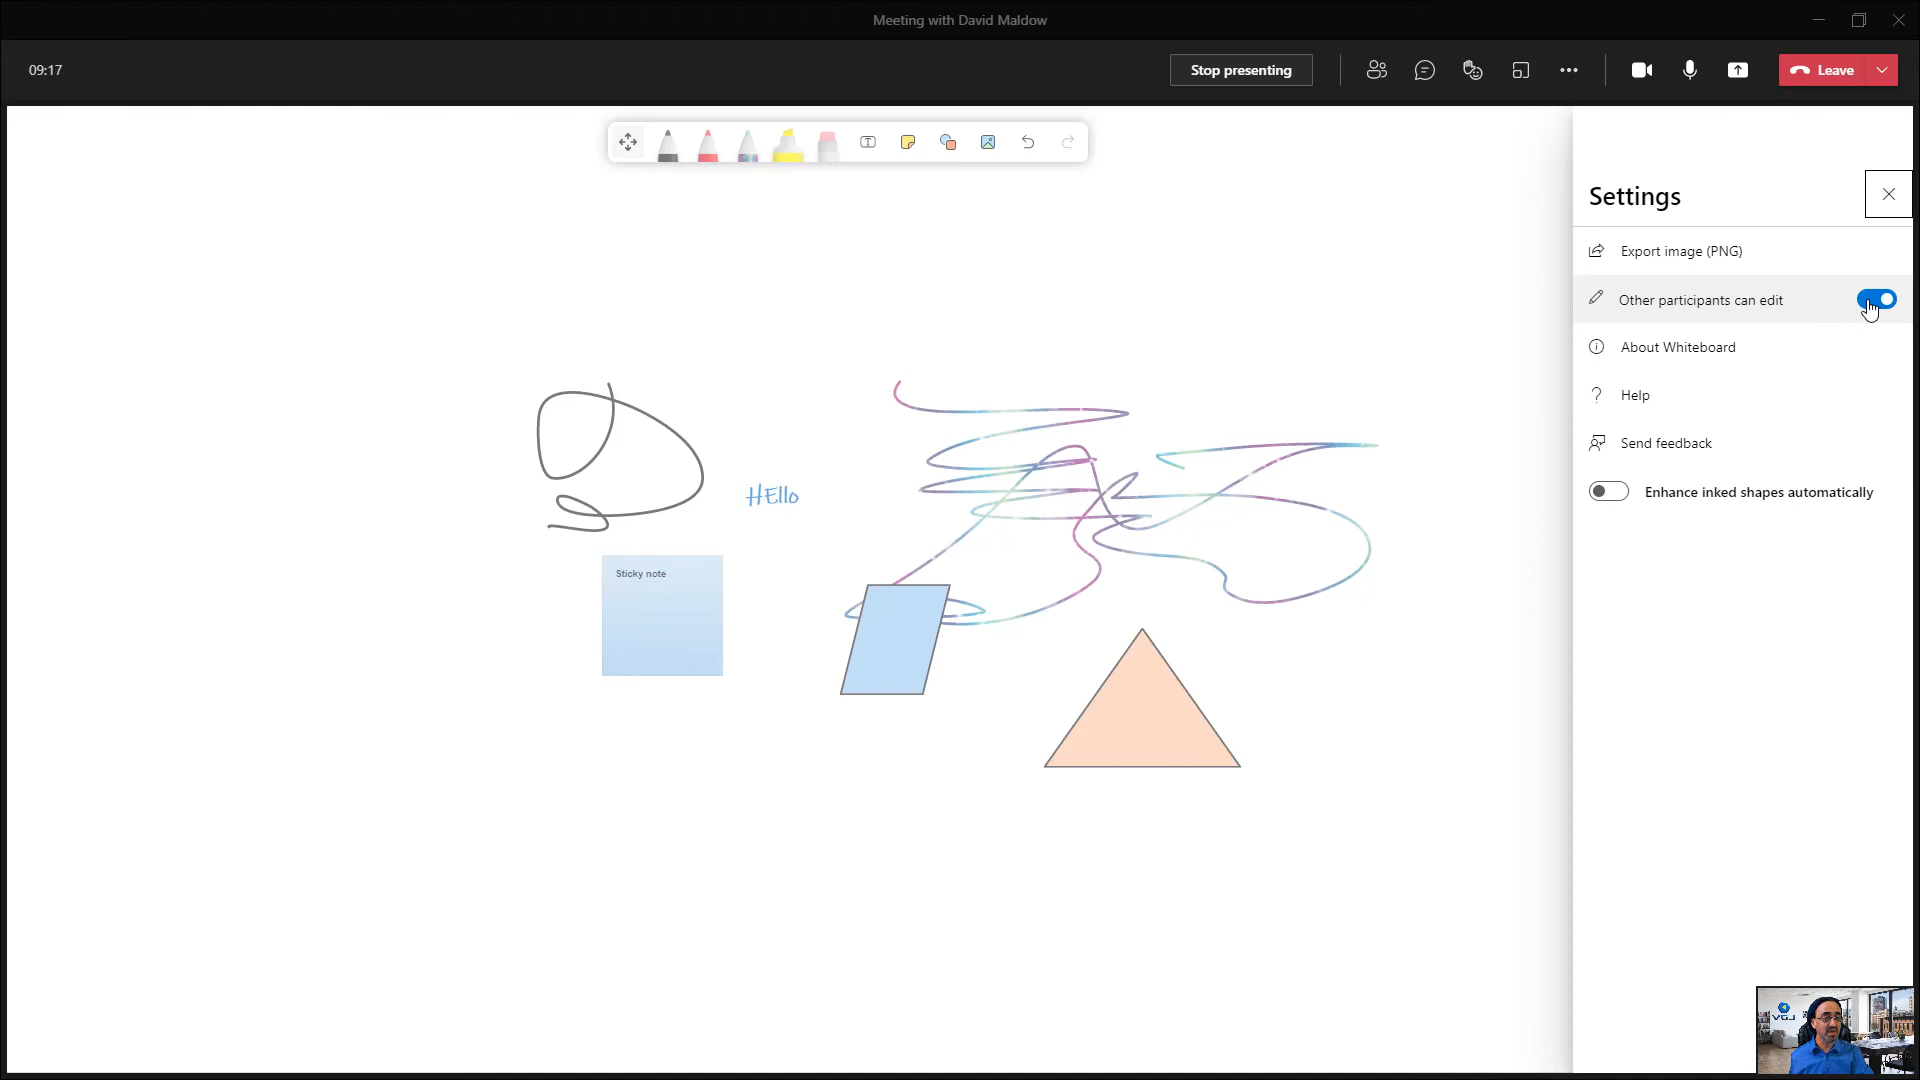 Meeting with David Maldow
09:17
Stop presenting
Leave
Settings
Export image (PNG)
Other participants can edit
About Whiteboard
Help
Send feedback
Enhance inked shapes automatically
HEllo
Sticky note
VGJ